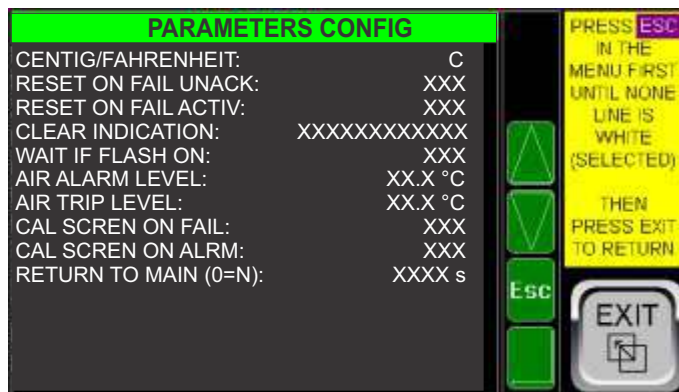 PARAMETERS CONFIG
CENTIG/FAHRENHEIT: C
RESET ON FAIL UNACK: XXX
RESET ON FAIL ACTIV: XXX
CLEAR INDICATION: XXXXXXXXXXXX
WAIT IF FLASH ON: XXX
AIR ALARM LEVEL: XX.X °C
AIR TRIP LEVEL: XX.X °C
CAL SCREN ON FAIL: XXX
CAL SCREN ON ALRM: XXX
RETURN TO MAIN (0=N): XXXX s
Esc
PRESS ESC
IN THE
MENU FIRST
UNTIL NONE
LINE IS
WHITE
(SELECTED)
THEN
PRESS EXIT
TO RETURN
EXIT